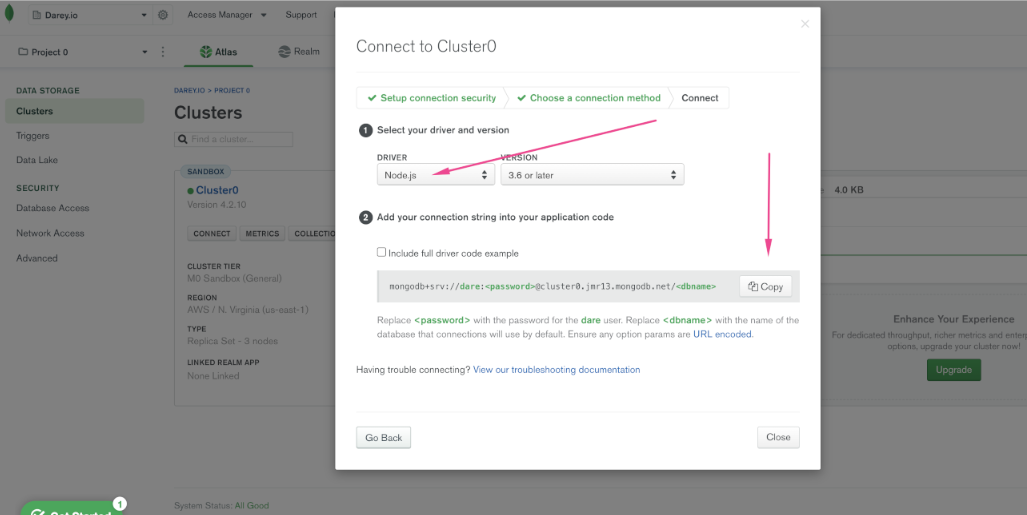 Darey.io
Access Manager
Support
Project 0
Atlas
Realm
DATA STORAGE
Clusters
Triggers
Data Lake
SECURITY
Database Access
Network Access
Advanced
DAREY.IO > PROJECT 0
Clusters
Find a cluster...
SANDBOX
Cluster0
Version 4.2.10
CONNECT METRICS COLLECTIO
CLUSTER TIER
M0 Sandbox (General)
REGION
AWS / N. Virginia (us-east-1)
TYPE
Replica Set - 3 nodes
LINKED REALM APP
None Linked
Connect to Cluster0
Setup connection security
Choose a connection method
Connect
1 Select your driver and version
DRIVER VERSION
Node.js 3.6 or later
2 Add your connection string into your application code
Include full driver code example
mongodb+srv://dare:<password>@cluster0.jmr13.mongodb.net/<dbname>
Copy
Replace <password> with the password for the dare user. Replace <dbname> with the name of the
database that connections will use by default. Ensure any option params are URL encoded.
Having trouble connecting? View our troubleshooting documentation
Go Back
Close
4.0 KB
Enhance Your Experience
For dedicated throughput, richer metrics and enterp
options, upgrade your cluster now!
Upgrade
System Status: All Good
Get Started
1